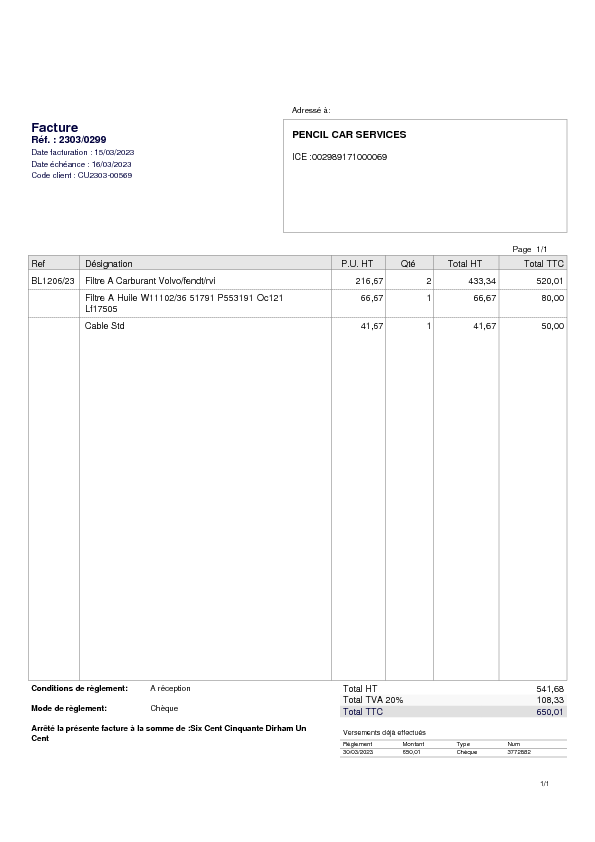 Adressé à:
Facture
Réf. : 2303/0299
Date facturation : 15/03/2023
Date échéance : 16/03/2023
Code client : CU2303-00569
PENCIL CAR SERVICES
ICE :002989171000069
Page 1/1
Ref Désignation P.U. HT Qté Total HT Total TTC
BL1206/23 Filtre A Carburant Volvo/fendt/rvi 216,67 2 433,34 520,01
Filtre A Huile W11102/36 51791 P553191 Oc121 66,67 1 66,67 80,00
Lf17505
Cable Std 41,67 1 41,67 50,00
Conditions de règlement: A réception
Mode de règlement: Chèque
Arrêté la présente facture à la somme de :Six Cent Cinquante Dirham Un
Cent
Total HT 541,68
Total TVA 20% 108,33
Total TTC 650,01
Versements déjà effectués
Règlement Montant Type Num
30/03/2023 650,01 Chèque 3772882
1/1